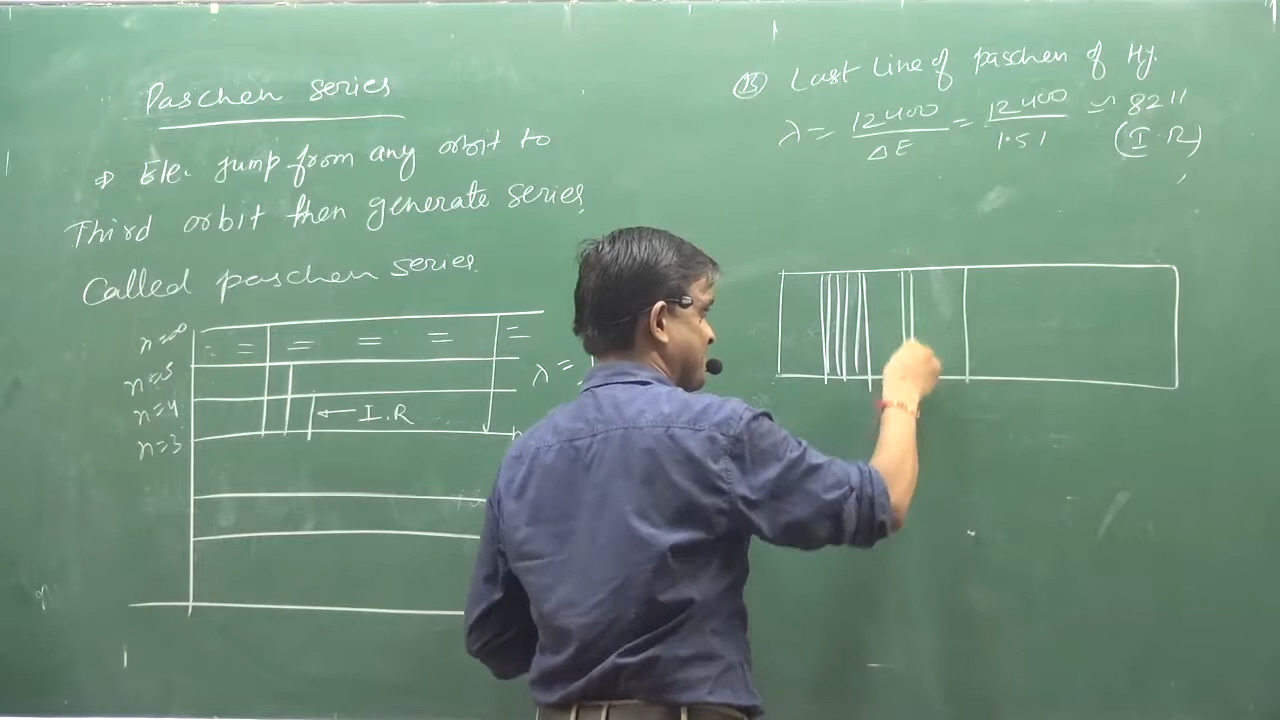 Paschen series
⇒ Ele. Jump from any orbit to
Third orbit then generate series
Called paschen series.
n=∞
n=5
n=4
n=3
← I.R
λ =
(B) Last Line of paschen of Hy.
λ = 12400/ΔE = 12400/1.51 ≃ 8211
(I.R)